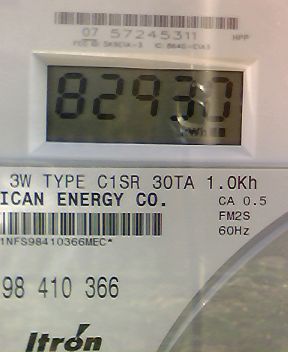 07 57245311 HPP
82930
kWh
3W TYPE C1SR 30TA 1.0Kh
ICAN ENERGY CO. CA 0.5
FM2S
60Hz
1NFS98410366MEC*
98 410 366
Itron